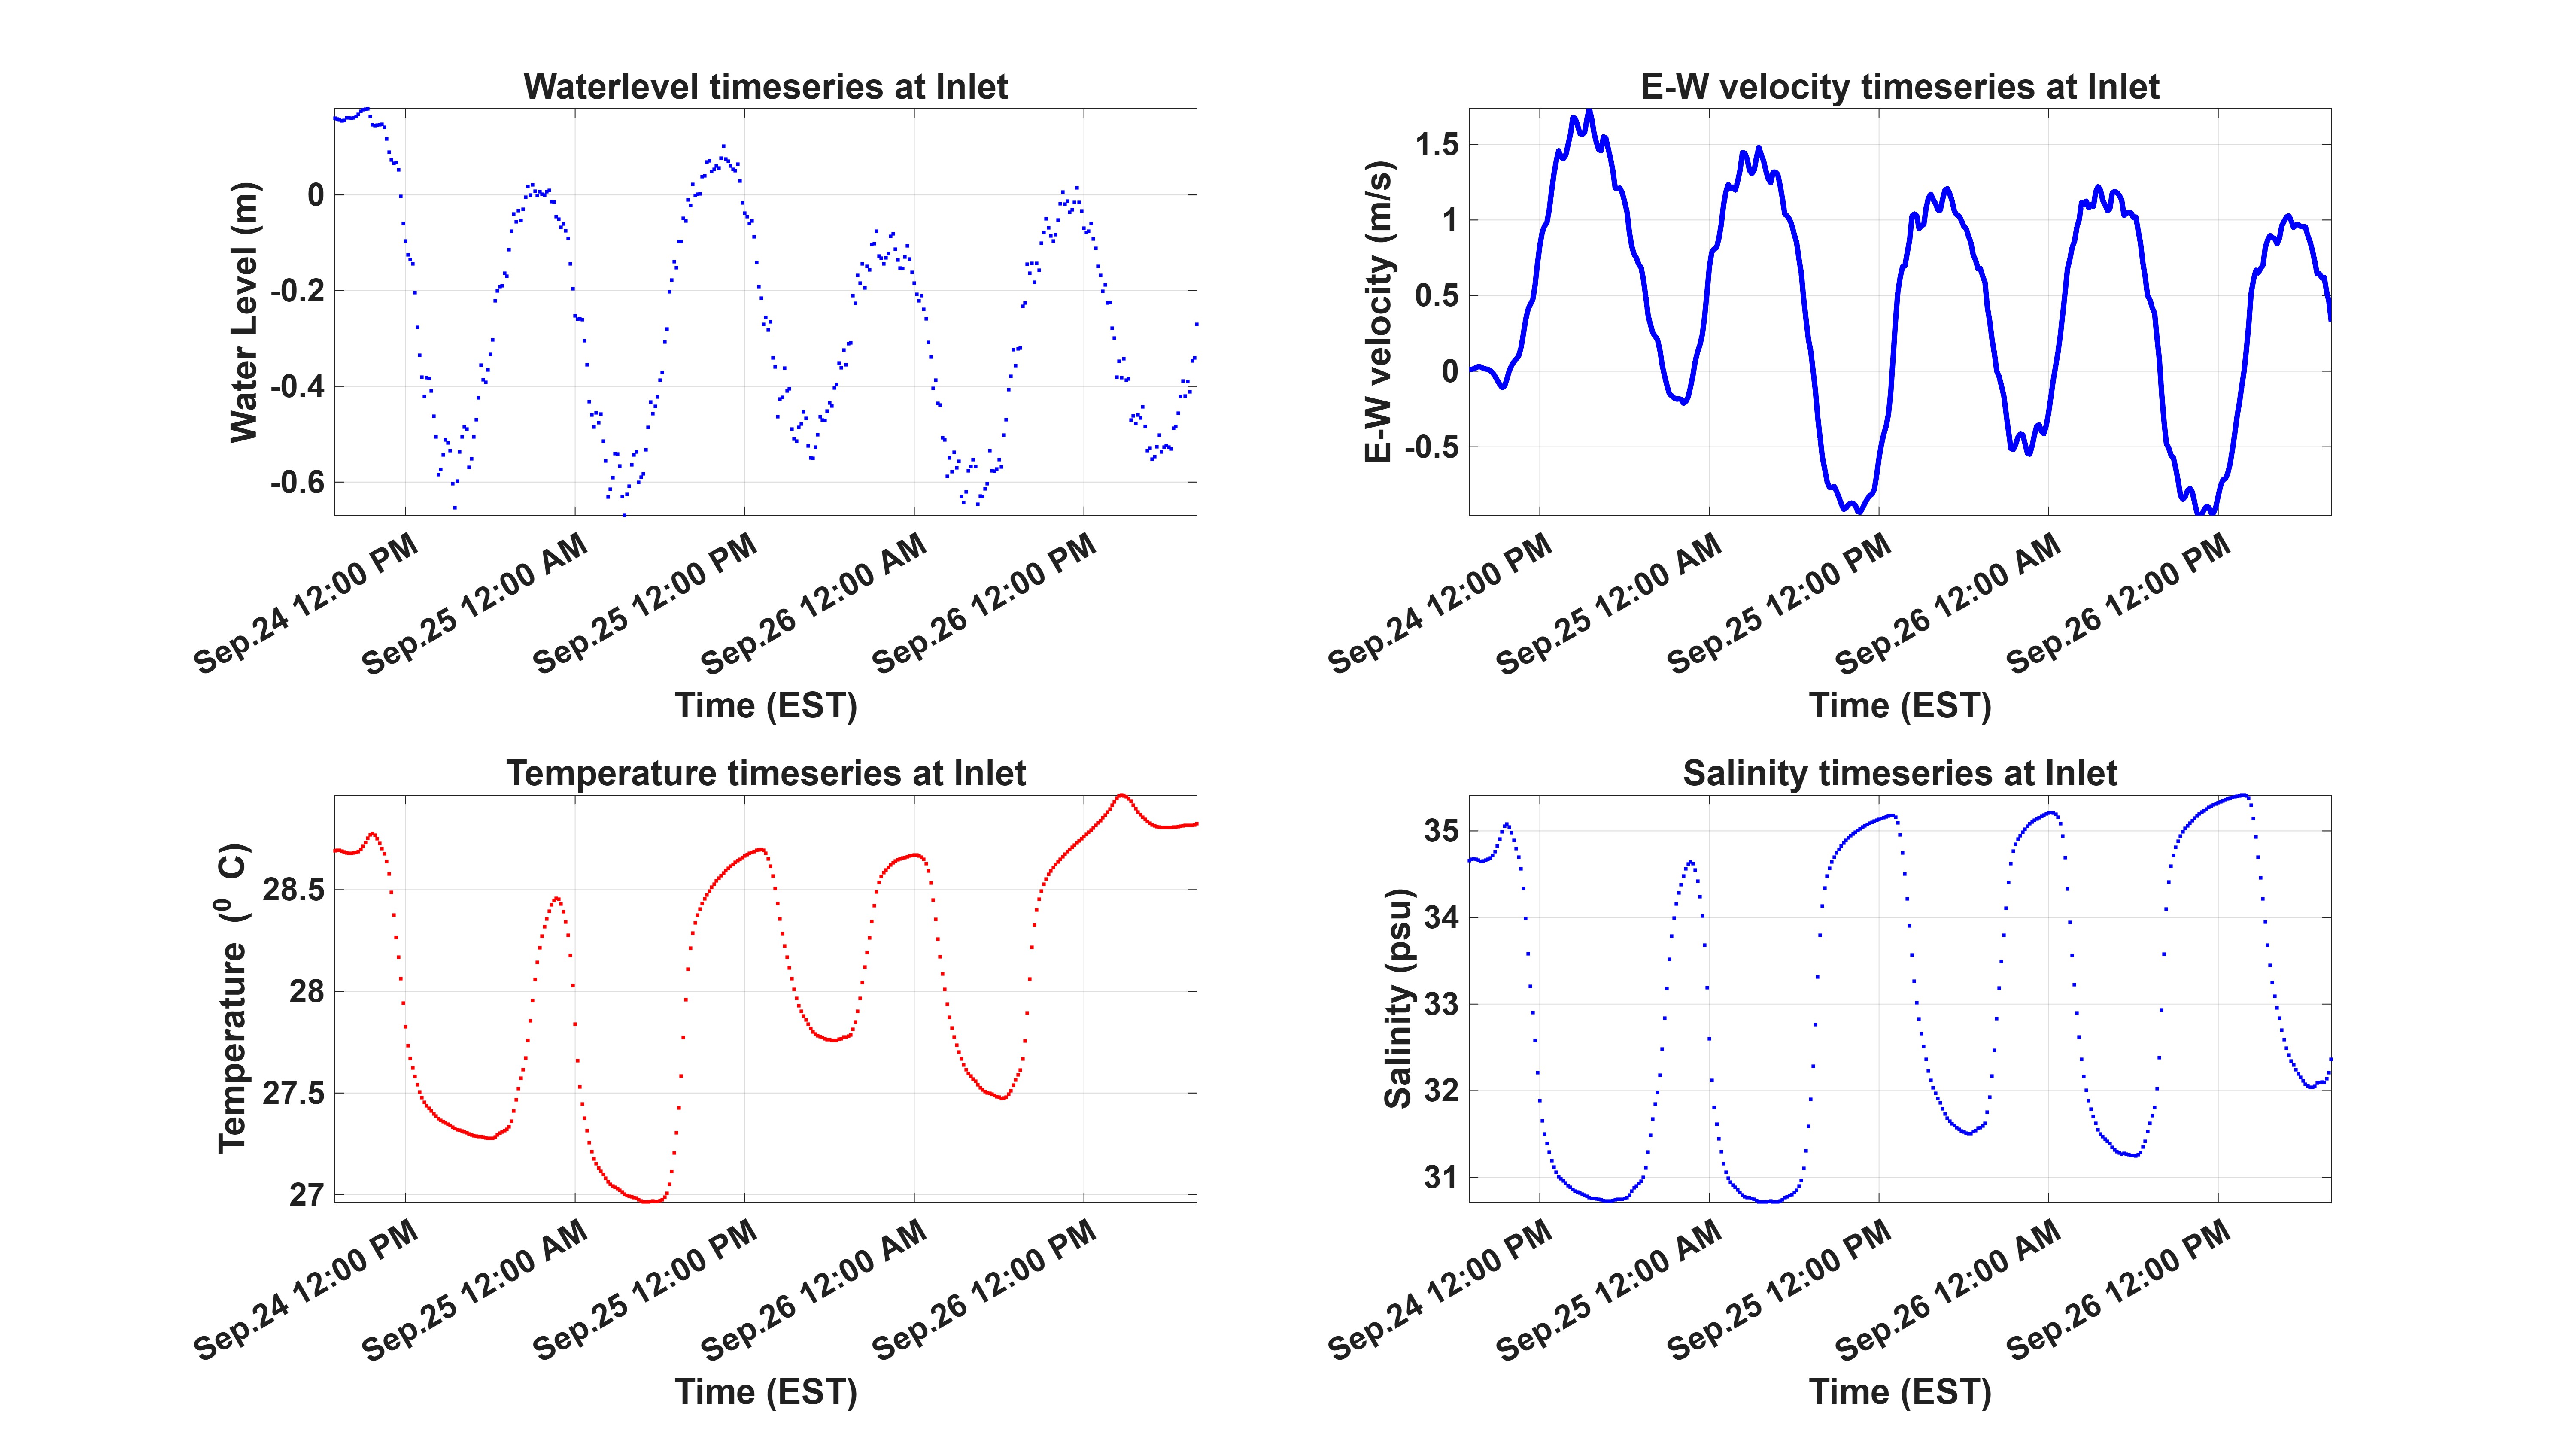 Waterlevel timeseries at Inlet
Water Level (m)
0
-0.2
-0.4
-0.6
Sep.24 12:00 PM
Sep.25 12:00 AM
Sep.25 12:00 PM
Sep.26 12:00 AM
Sep.26 12:00 PM
Time (EST)
E-W velocity timeseries at Inlet
E-W velocity (m/s)
1.5
1
0.5
0
-0.5
Sep.24 12:00 PM
Sep.25 12:00 AM
Sep.25 12:00 PM
Sep.26 12:00 AM
Sep.26 12:00 PM
Time (EST)
Temperature timeseries at Inlet
Temperature (⁰ C)
28.5
28
27.5
27
Sep.24 12:00 PM
Sep.25 12:00 AM
Sep.25 12:00 PM
Sep.26 12:00 AM
Sep.26 12:00 PM
Time (EST)
Salinity timeseries at Inlet
Salinity (psu)
35
34
33
32
31
Sep.24 12:00 PM
Sep.25 12:00 AM
Sep.25 12:00 PM
Sep.26 12:00 AM
Sep.26 12:00 PM
Time (EST)